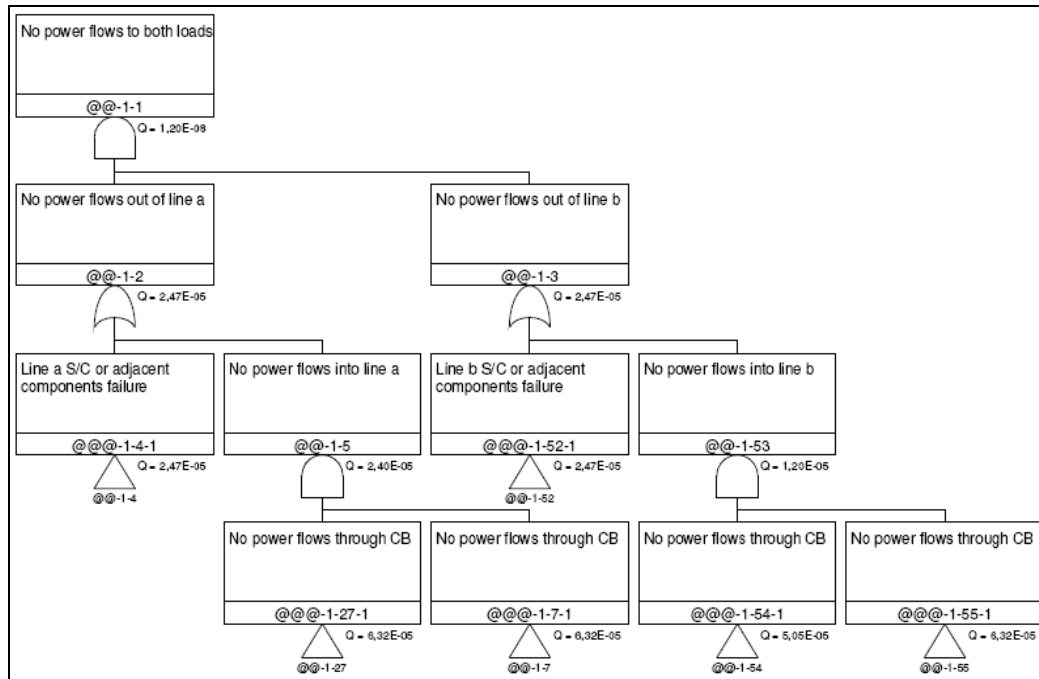 No power flows to both loads
@@-1-1
Q = 1,20E-08
No power flows out of line a
@@-1-2
Q = 2,47E-05
No power flows out of line b
@@-1-3
Q = 2,47E-05
Line a S/C or adjacent
components failure
@@@-1-4-1
Q = 2,47E-05
@@-1-4
No power flows into line a
@@-1-5
Q = 2,40E-05
Line b S/C or adjacent
components failure
@@@-1-52-1
Q = 2,47E-05
@@-1-52
No power flows into line b
@@-1-53
Q = 1,20E-05
No power flows through CB
@@@-1-27-1
Q = 6,32E-05
@@-1-27
No power flows through CB
@@@-1-7-1
Q = 6,32E-05
@@-1-7
No power flows through CB
@@@-1-54-1
Q = 5,05E-05
@@-1-54
No power flows through CB
@@@-1-55-1
Q = 6,32E-05
@@-1-55